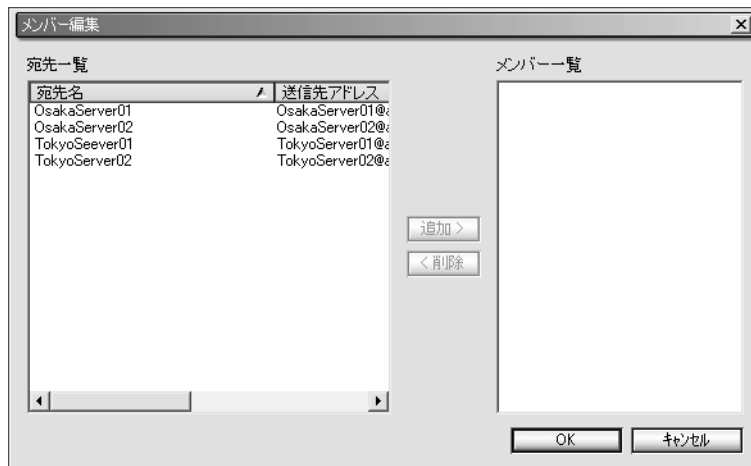 メンバー編集
宛先一覧
メンバー一覧
宛先名 送信先アドレス
OsakaServer01 OsakaServer01@a
OsakaServer02 OsakaServer02@a
TokyoSeever01 TokyoServer01@a
TokyoServer02 TokyoServer02@a
追加 >
< 削除
OK キャンセル